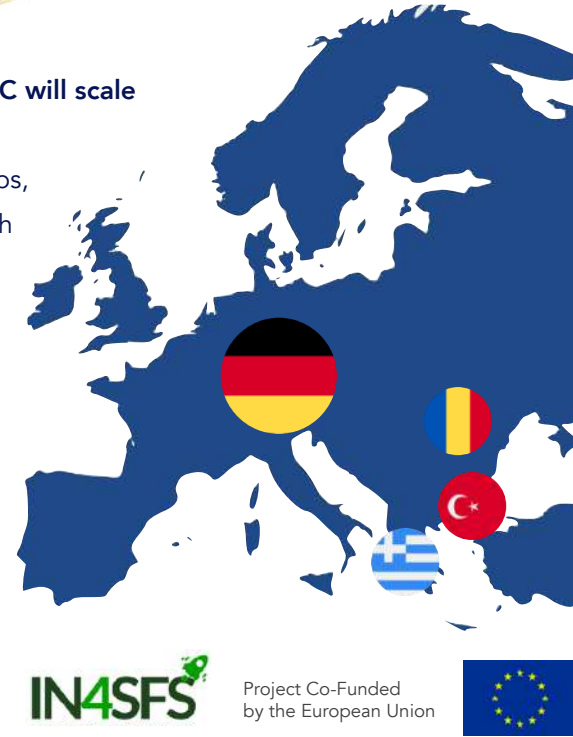 C will scale
ps,
h
IN4SFS
Project Co-Funded
by the European Union